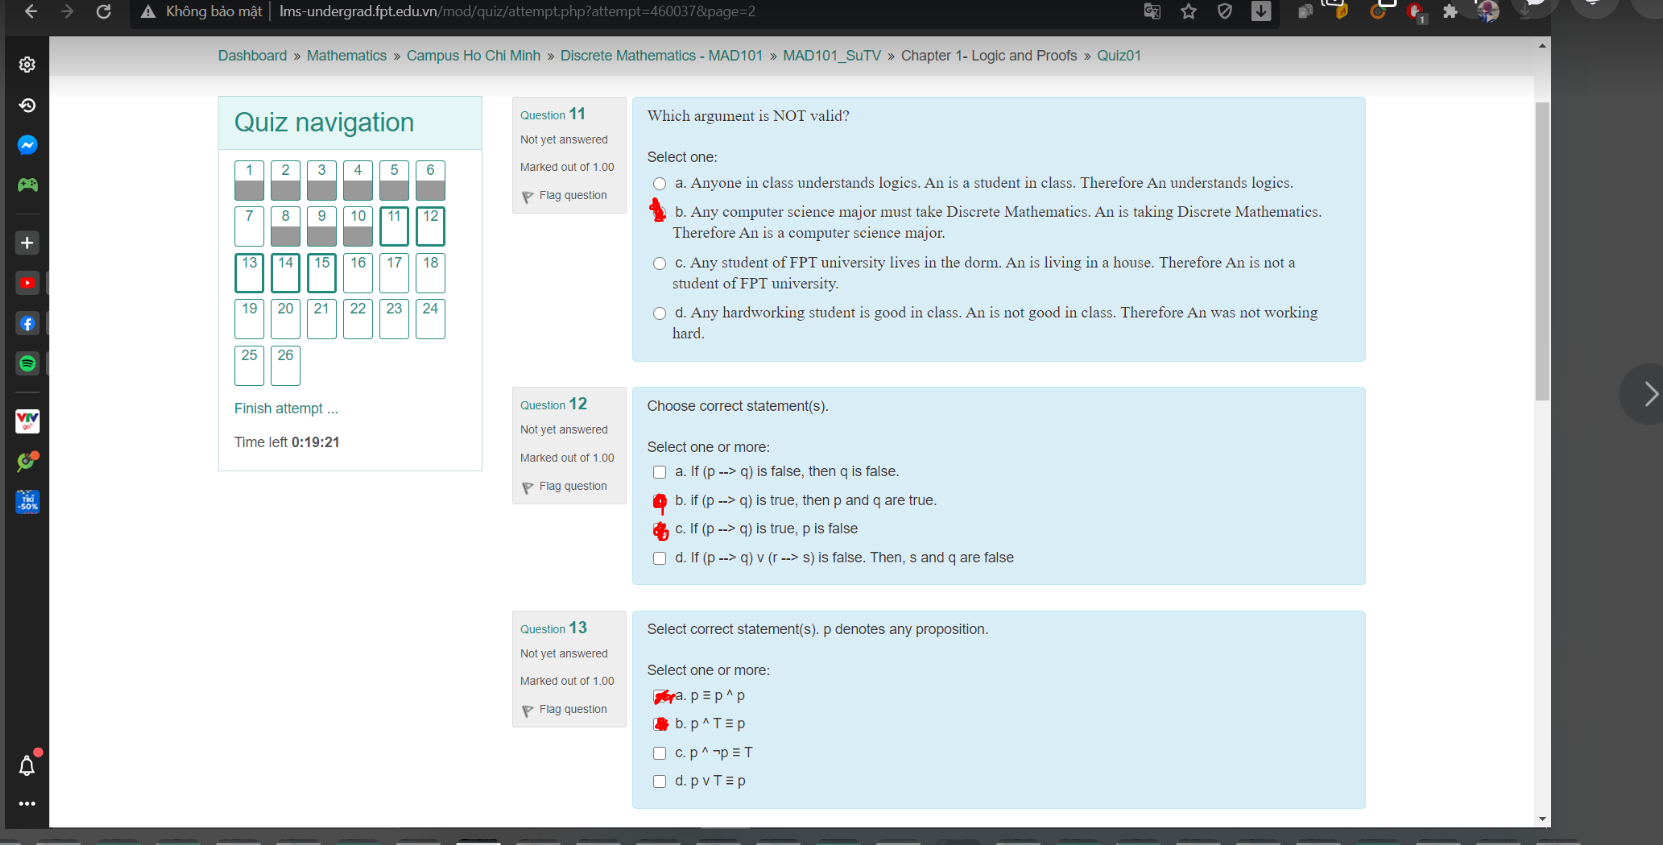 Không bảo mật
lms-undergrad.fpt.edu.vn/mod/quiz/attempt.php?attempt=460037&page=2
1
Dashboard » Mathematics » Campus Ho Chi Minh » Discrete Mathematics - MAD101 » MAD101_SuTV » Chapter 1- Logic and Proofs » Quiz01
Quiz navigation
1 2 3 4 5 6
7 8 9 10 11 12
13 14 15 16 17 18
19 20 21 22 23 24
25 26
Finish attempt ...
Time left 0:19:21
VTV
go
TIKI
-50%
Question 11
Not yet answered
Marked out of 1.00
Flag question
Which argument is NOT valid?
Select one:
a. Anyone in class understands logics. An is a student in class. Therefore An understands logics.
b. Any computer science major must take Discrete Mathematics. An is taking Discrete Mathematics.
Therefore An is a computer science major.
c. Any student of FPT university lives in the dorm. An is living in a house. Therefore An is not a
student of FPT university.
d. Any hardworking student is good in class. An is not good in class. Therefore An was not working
hard.
Question 12
Not yet answered
Marked out of 1.00
Flag question
Choose correct statement(s).
Select one or more:
a. If (p --> q) is false, then q is false.
b. if (p --> q) is true, then p and q are true.
c. If (p --> q) is true, p is false
d. If (p --> q) v (r --> s) is false. Then, s and q are false
Question 13
Not yet answered
Marked out of 1.00
Flag question
Select correct statement(s). p denotes any proposition.
Select one or more:
a. p ≡ p ^ p
b. p ^ T ≡ p
c. p ^ ¬p ≡ T
d. p v T ≡ p